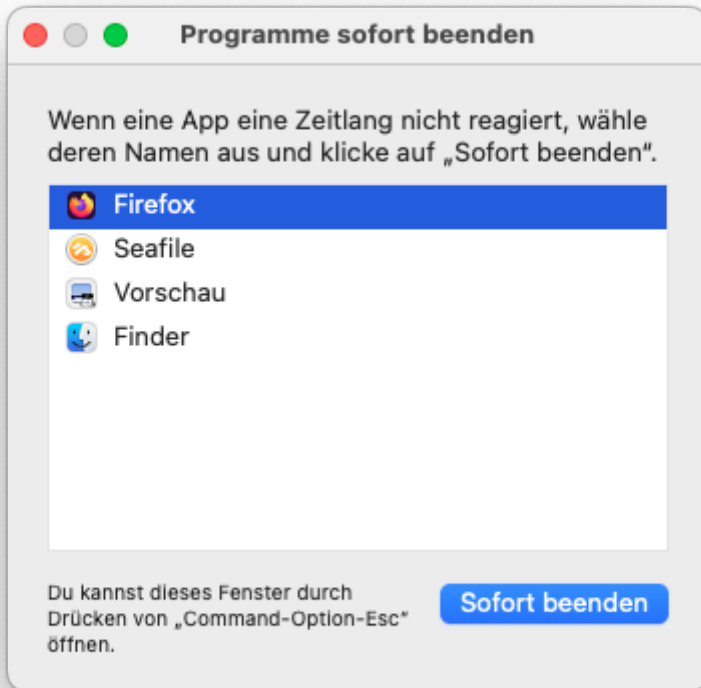 Programme sofort beenden
Wenn eine App eine Zeitlang nicht reagiert, wähle
deren Namen aus und klicke auf „Sofort beenden“.
Firefox
Seafile
Vorschau
Finder
Du kannst dieses Fenster durch
Drücken von „Command-Option-Esc“
öffnen.
Sofort beenden